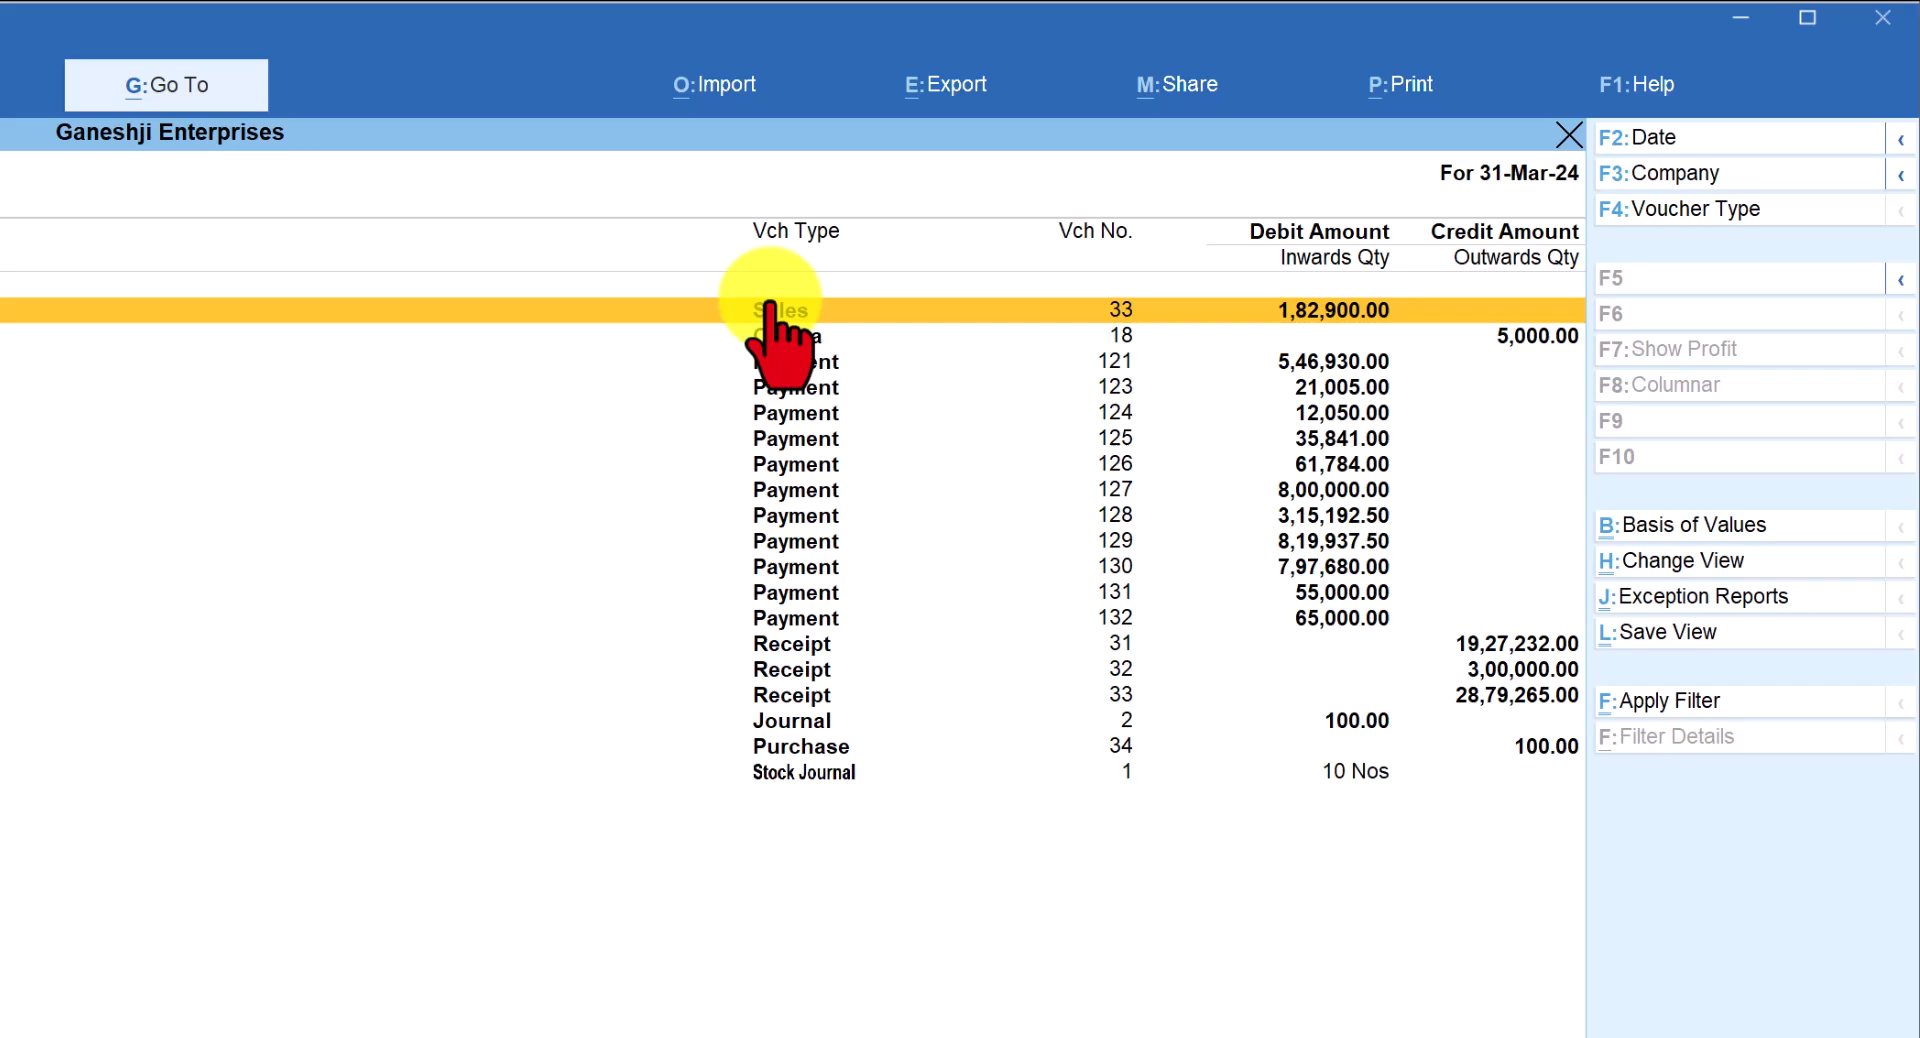 G:Go To O:Import E:Export M:Share P:Print F1:Help
Ganeshji Enterprises
For 31-Mar-24
Vch Type Vch No. Debit Amount Credit Amount
Inwards Qty Outwards Qty
33 1,82,900.00
18 5,000.00
121 5,46,930.00
Payment 123 21,005.00
Payment 124 12,050.00
Payment 125 35,841.00
Payment 126 61,784.00
Payment 127 8,00,000.00
Payment 128 3,15,192.50
Payment 129 8,19,937.50
Payment 130 7,97,680.00
Payment 131 55,000.00
Payment 132 65,000.00
Receipt 31 19,27,232.00
Receipt 32 3,00,000.00
Receipt 33 28,79,265.00
Journal 2 100.00
Purchase 34 100.00
Stock Journal 1 10 Nos
F2:Date
F3:Company
F4:Voucher Type
F5
F6
F7:Show Profit
F8:Columnar
F9
F10
B:Basis of Values
H:Change View
J:Exception Reports
L:Save View
F:Apply Filter
F:Filter Details